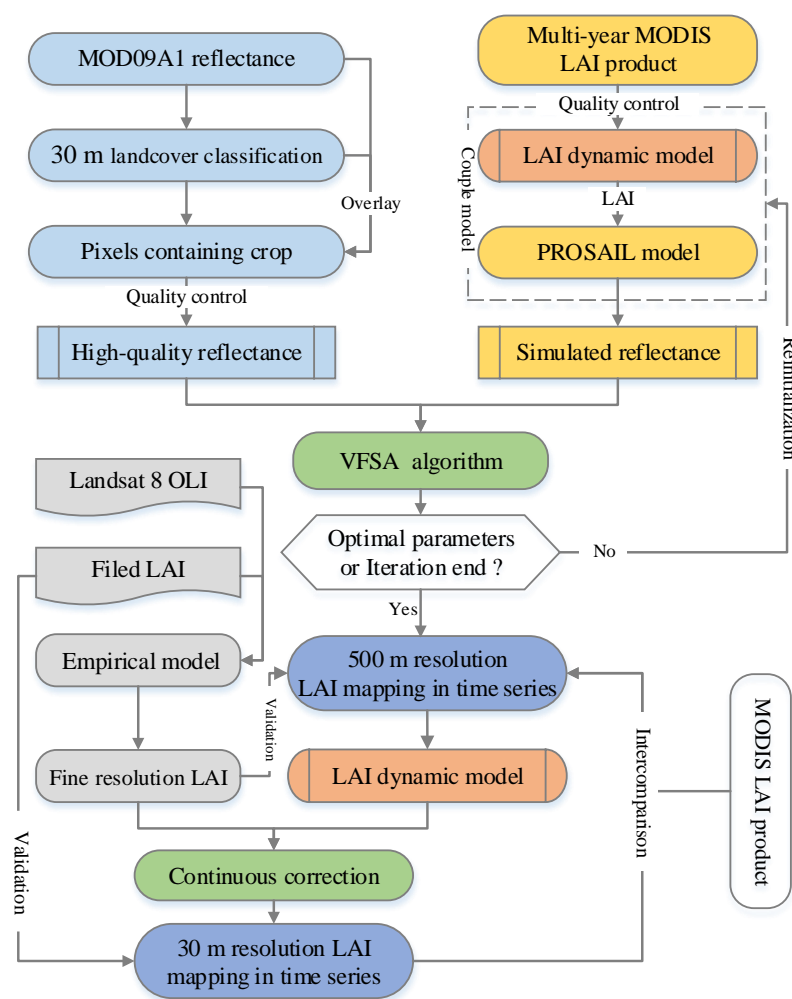 MOD09A1 reflectance
30 m landcover classification
Overlay
Pixels containing crop
Quality control
High-quality reflectance
Multi-year MODIS
LAI product
Quality control
Couple model
LAI dynamic model
LAI
PROSAIL model
Simulated reflectance
Reinitialization
VFSA algorithm
Optimal parameters
or Iteration end ?
No
Yes
Landsat 8 OLI
Filed LAI
Empirical model
Fine resolution LAI
Validation
Validation
500 m resolution
LAI mapping in time series
LAI dynamic model
Continuous correction
30 m resolution LAI
mapping in time series
Intercomparison
MODIS LAI
product